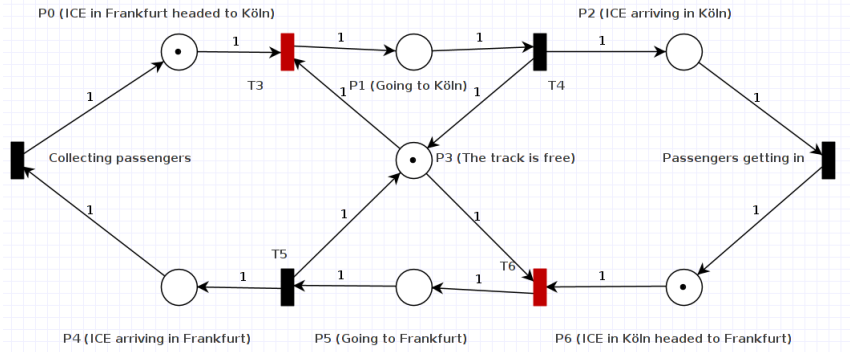 P0 (ICE in Frankfurt headed to Köln)
P2 (ICE arriving in Köln)
1
1
1
1
T3
P1 (Going to Köln)
T4
1
1
1
1
Collecting passengers
P3 (The track is free)
Passengers getting in
1
1
1
1
T5
T6
1
1
1
1
P4 (ICE arriving in Frankfurt)
P5 (Going to Frankfurt)
P6 (ICE in Köln headed to Frankfurt)